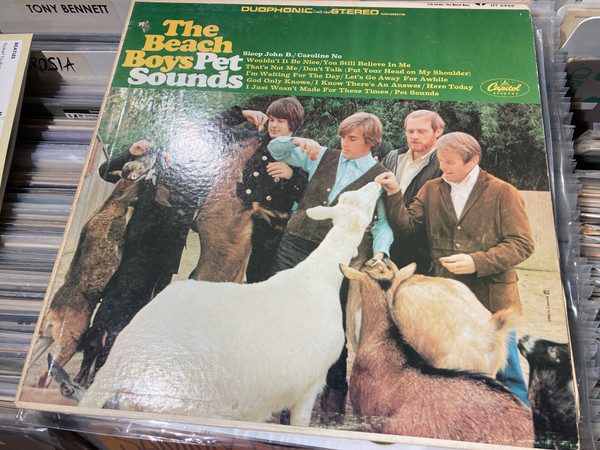 TONY BENNETT
ROSIA
DUOPHONIC STEREO
DT 2458
The
Beach
Boys Pet
Sounds
Sloop John B./Caroline No
Wouldn't It Be Nice/You Still Believe In Me
That's Not Me/Don't Talk (Put Your Head on My Shoulder)
I'm Waiting For The Day/Let's Go Away For Awhile
God Only Knows/I Know There's An Answer/Here Today
I Just Wasn't Made For These Times/Pet Sounds
Capitol
RECORDS